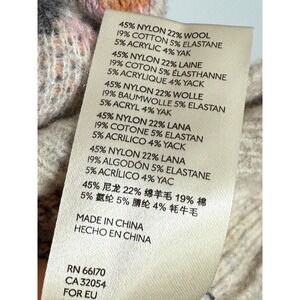 45% NYLON 22% WOOL
19% COTTON 5% ELASTANE
5% ACRYLIC 4% YAK
45% NYLON 22% LAINE
19% COTON 5% ÉLASTHANNE
5% ACRYLIQUE 4% YACK
45% NYLON 22% WOLLE
19% BAUMWOLLE 5% ELASTAN
5% ACRYL 4% YAK
45% NYLON 22% LANA
19% COTONE 5% ELASTAN
5% ACRILICO 4% YACK
45% NYLON 22% LANA
19% ALGODÓN 5% ELASTANE
5% ACRÍLICO 4% YAC
45% 尼龙 22% 绵羊毛 19% 棉
5% 氨纶 5% 腈纶 4% 牦牛毛
MADE IN CHINA
HECHO EN CHINA
RN 66170
CA 32054
FOR EU